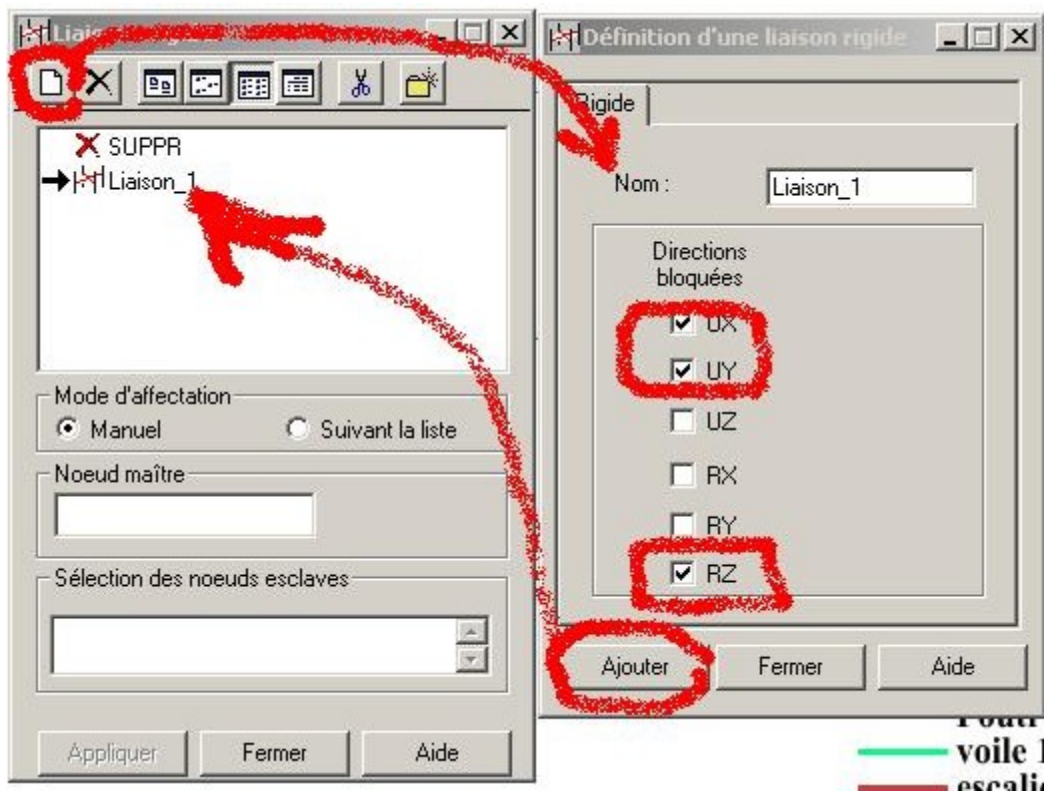 Définition d'une liaison rigide
SUPPR
Liaison_1
Mode d'affectation
Manuel
Suivant la liste
Noeud maître
Sélection des noeuds esclaves
Appliquer
Fermer
Aide
Nom :
Liaison_1
Directions
bloquées
UX
UY
UZ
RX
RY
RZ
Ajouter
Fermer
Aide
voile